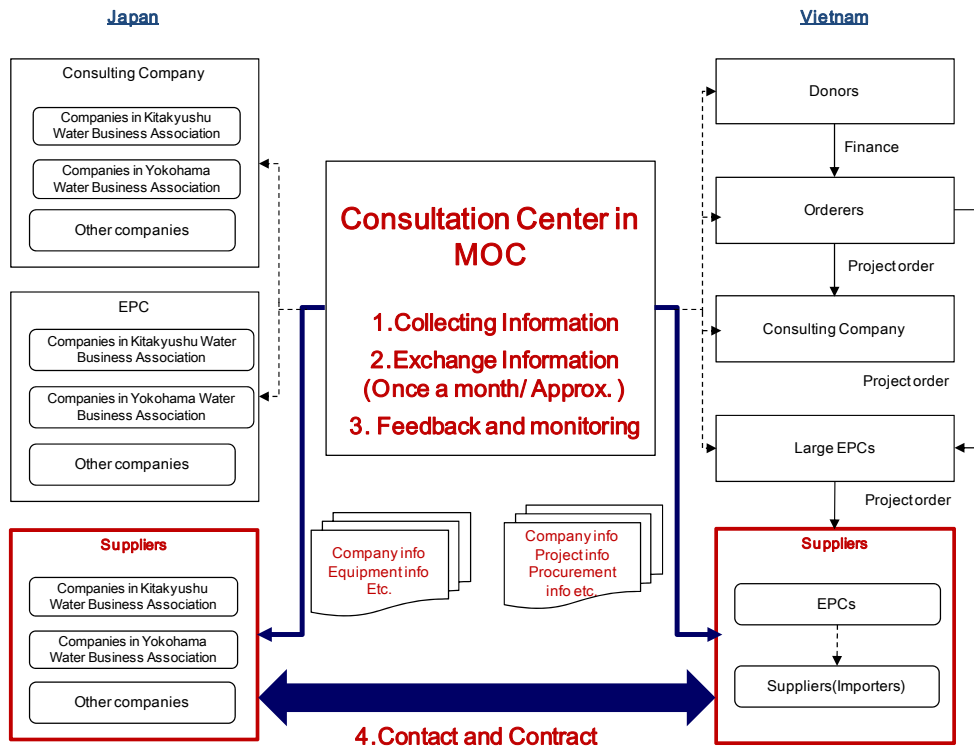 Japan
Vietnam
Consulting Company
Companies in Kitakyushu
Water Business Association
Companies in Yokohama
Water Business Association
Other companies
EPC
Companies in Kitakyushu Water
Business Association
Companies in Yokohama Water
Business Association
Other companies
Suppliers
Companies in Kitakyushu
Water Business Association
Companies in Yokohama
Water Business Association
Other companies
Consultation Center in
MOC
1.Collecting Information
2.Exchange Information
(Once a month/ Approx. )
3. Feedback and monitoring
Company info
Equipment info
Etc.
Company info
Project info
Procurement
info etc.
4.Contact and Contract
Donors
Finance
Orderers
Project order
Consulting Company
Project order
Large EPCs
Project order
Suppliers
EPCs
Suppliers(Importers)